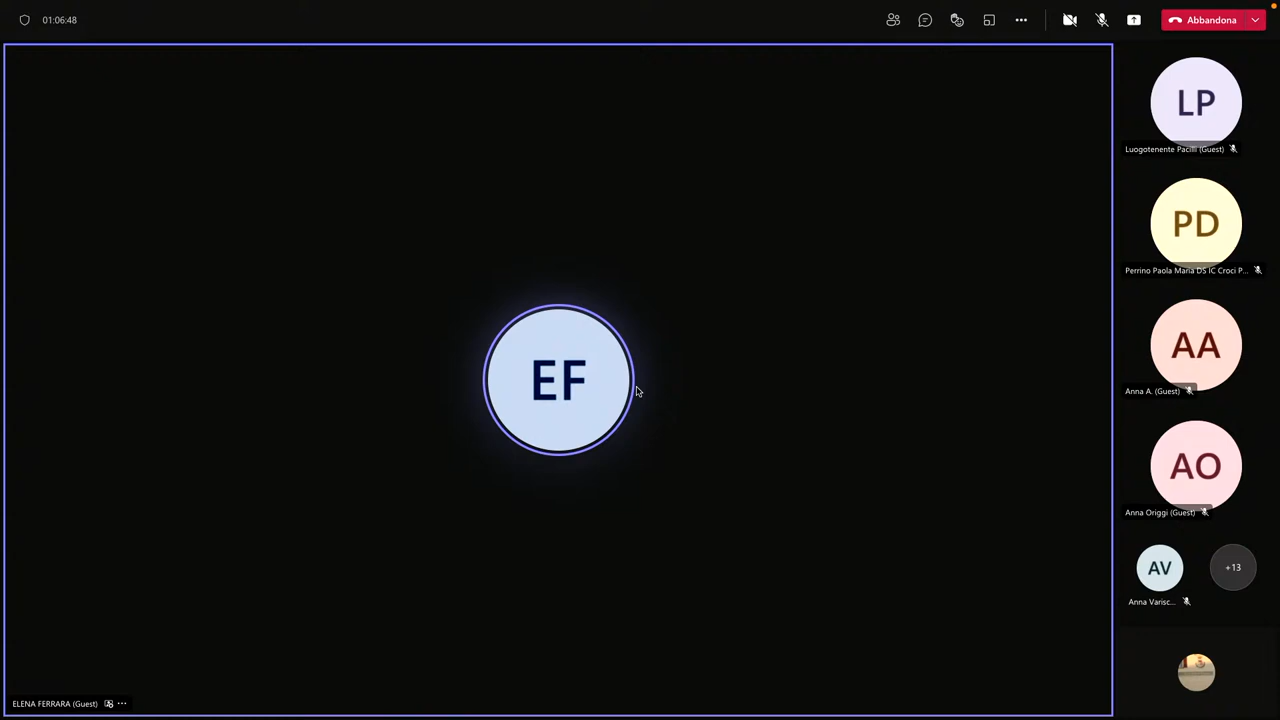 01:06:48
Abbandona
LP
Luogotenente Pacilli (Guest)
PD
Perrino Paola Maria DS IC Croci P...
AA
Anna A. (Guest)
AO
Anna Origgi (Guest)
AV
+13
Anna Varisc...
EF
ELENA FERRARA (Guest)